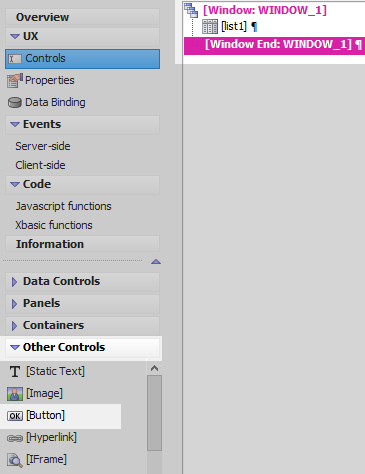 Overview
UX
Controls
Properties
Data Binding
Events
Server-side
Client-side
Code
Javascript functions
Xbasic functions
Information
Data Controls
Panels
Containers
Other Controls
T [Static Text]
[Image]
OK [Button]
[Hyperlink]
[IFrame]
[Window: WINDOW_1]
[list1] ¶
[Window End: WINDOW_1] ¶